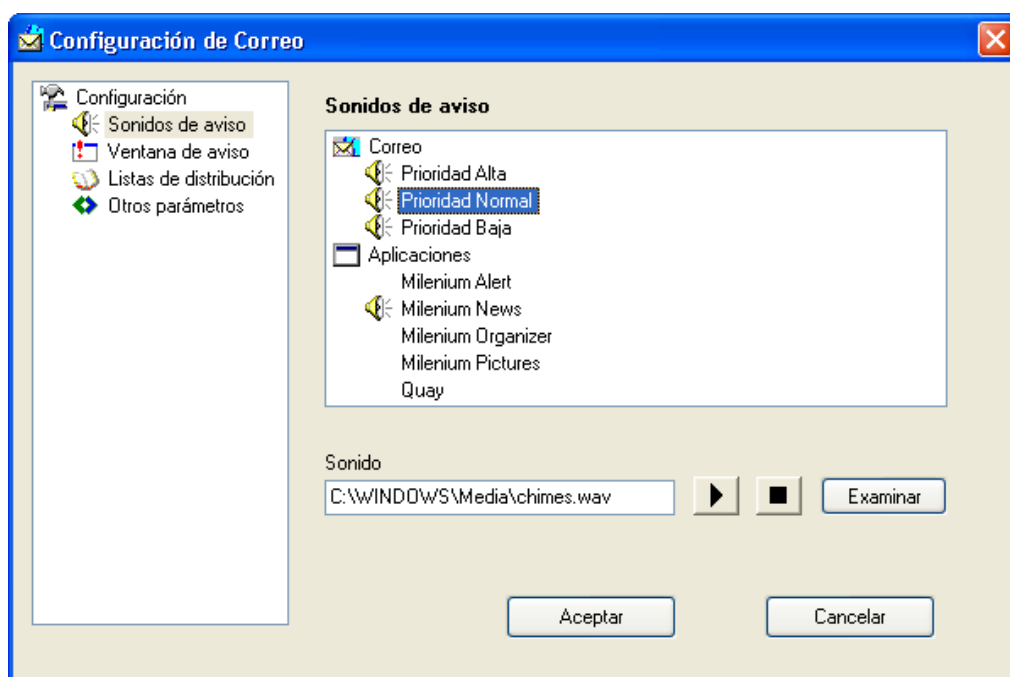 Configuración de Correo
Configuración
Sonidos de aviso
Ventana de aviso
Listas de distribución
Otros parámetros
Sonidos de aviso
Correo
Prioridad Alta
Prioridad Normal
Prioridad Baja
Aplicaciones
Milenium Alert
Milenium News
Milenium Organizer
Milenium Pictures
Quay
Sonido
C:\WINDOWS\Media\chimes.wav
Examinar
Aceptar
Cancelar